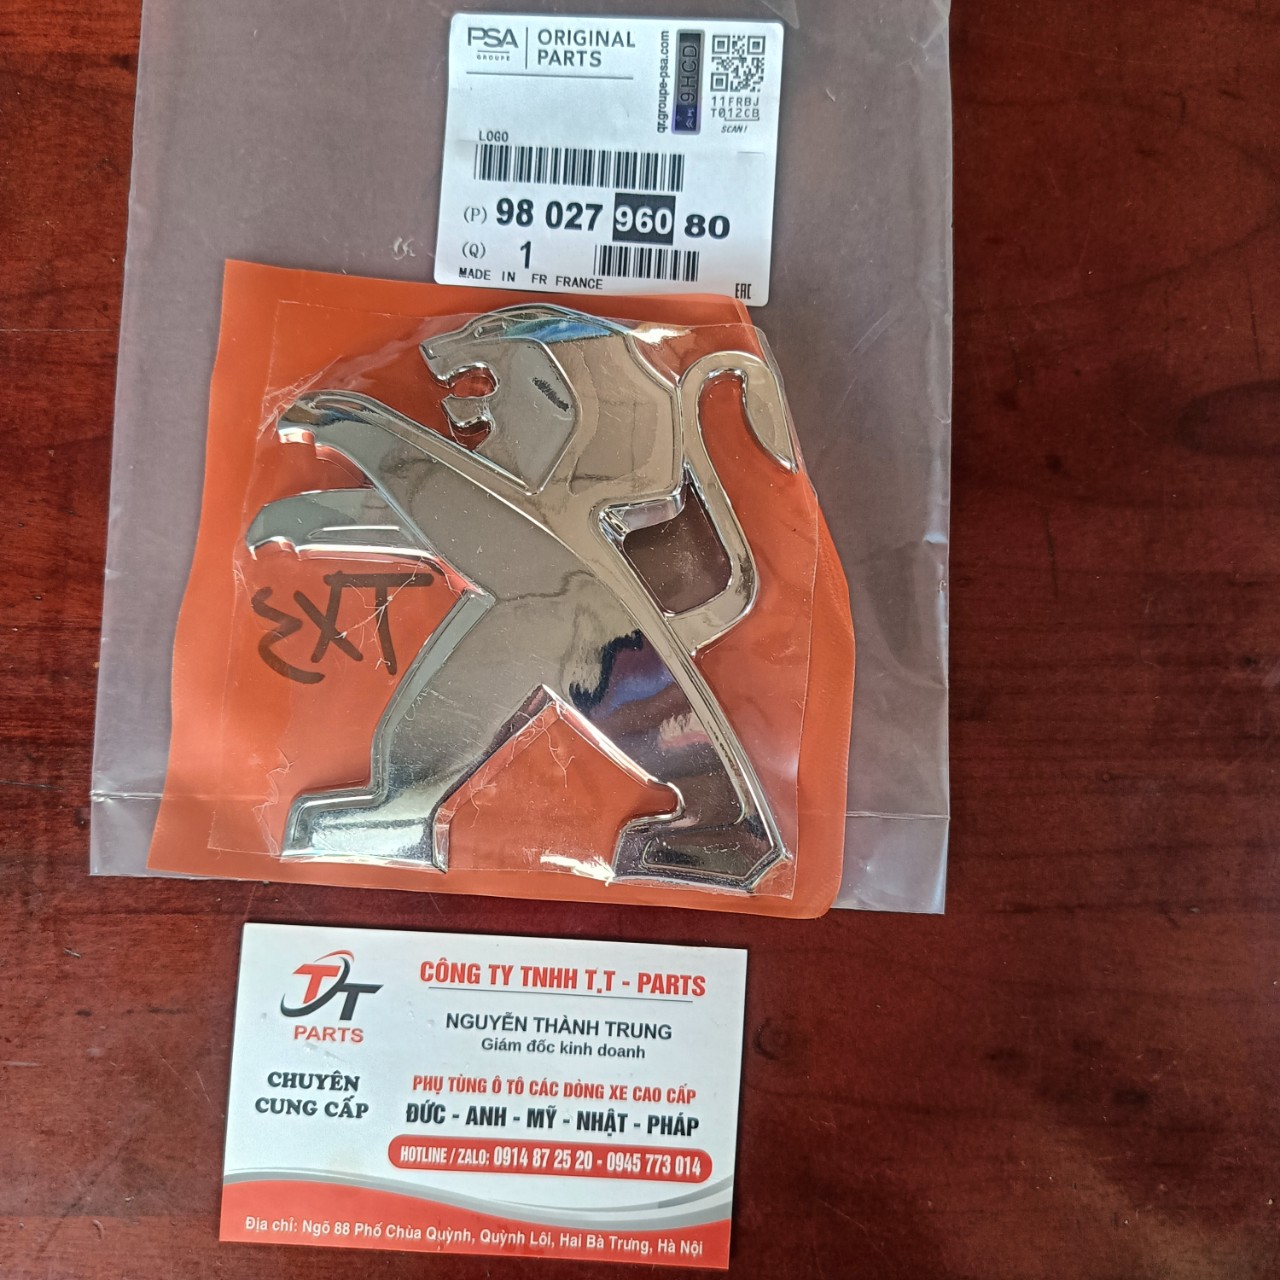 PSA
GROUPE
ORIGINAL
PARTS
qr.groupe-psa.com
9.HCD
11FRBJ
T012CB
SCAN!
LOGO
(P) 98 027 960 80
(Q) 1
MADE IN FR FRANCE
EAC
TX3
TT
PARTS
CHUYÊN
CUNG CẤP
CÔNG TY TNHH T.T - PARTS
NGUYỄN THÀNH TRUNG
Giám đốc kinh doanh
PHỤ TÙNG Ô TÔ CÁC DÒNG XE CAO CẤP
ĐỨC - ANH - MỸ - NHẬT - PHÁP
HOTLINE / ZALO: 0914 87 25 20 - 0945 773 014
Địa chỉ: Ngõ 88 Phố Chùa Quỳnh, Quỳnh Lôi, Hai Bà Trưng, Hà Nội